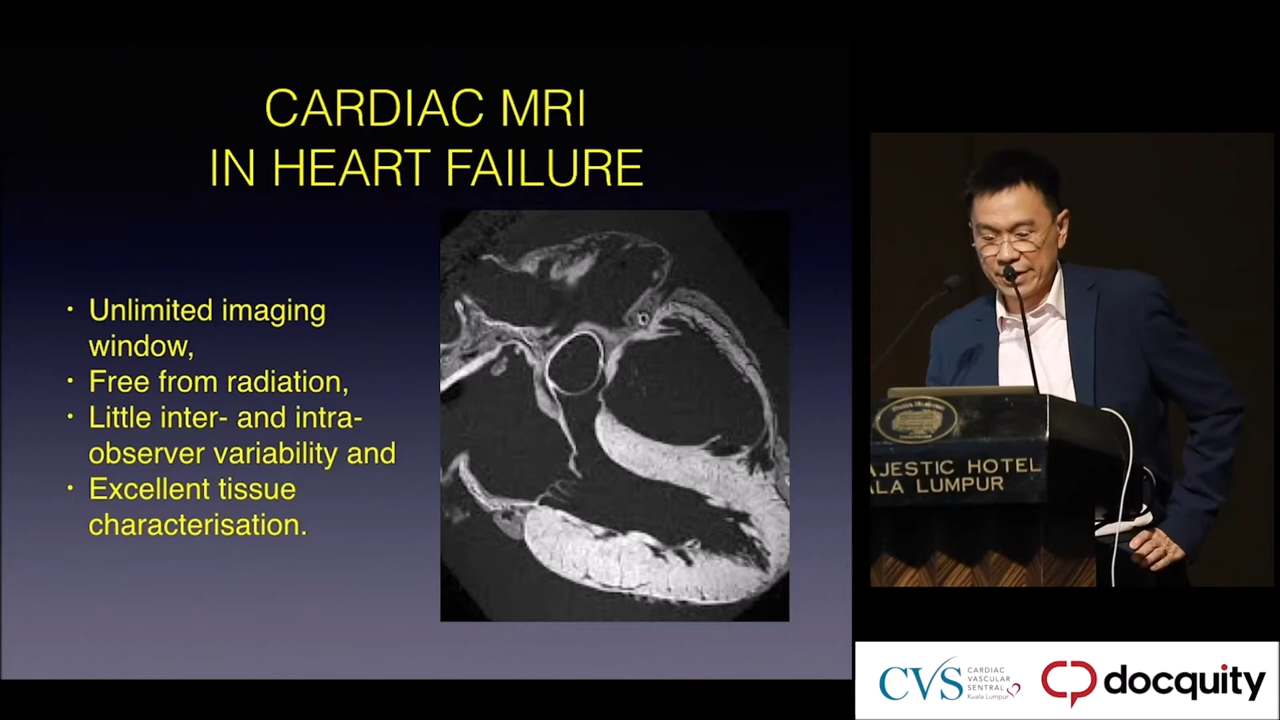 CARDIAC MRI
IN HEART FAILURE
• Unlimited imaging
window,
• Free from radiation,
• Little inter- and intra-
observer variability and
• Excellent tissue
characterisation.
AJESTIC HOTEL
ALA LUMPUR
CVS
CARDIAC
VASCULAR
SENTRAL
Kuala Lumpur
docquity